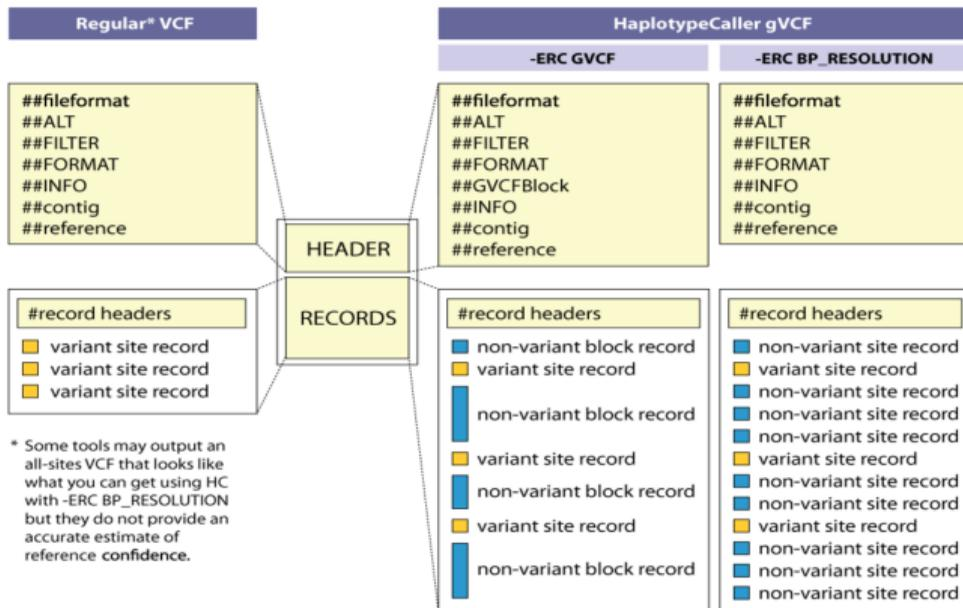 Regular* VCF
HaplotypeCaller gVCF
-ERC GVCF
-ERC BP_RESOLUTION
##fileformat
##ALT
##FILTER
##FORMAT
##INFO
##contig
##reference
##fileformat
##ALT
##FILTER
##FORMAT
##GVCFBlock
##INFO
##contig
##reference
##fileformat
##ALT
##FILTER
##FORMAT
##INFO
##contig
##reference
HEADER
RECORDS
#record headers
variant site record
variant site record
variant site record
* Some tools may output an
all-sites VCF that looks like
what you can get using HC
with -ERC BP_RESOLUTION
but they do not provide an
accurate estimate of
reference confidence.
#record headers
non-variant block record
variant site record
non-variant block record
variant site record
non-variant block record
variant site record
non-variant block record
#record headers
non-variant site record
variant site record
non-variant site record
non-variant site record
non-variant site record
variant site record
non-variant site record
non-variant site record
variant site record
non-variant site record
non-variant site record
non-variant site record